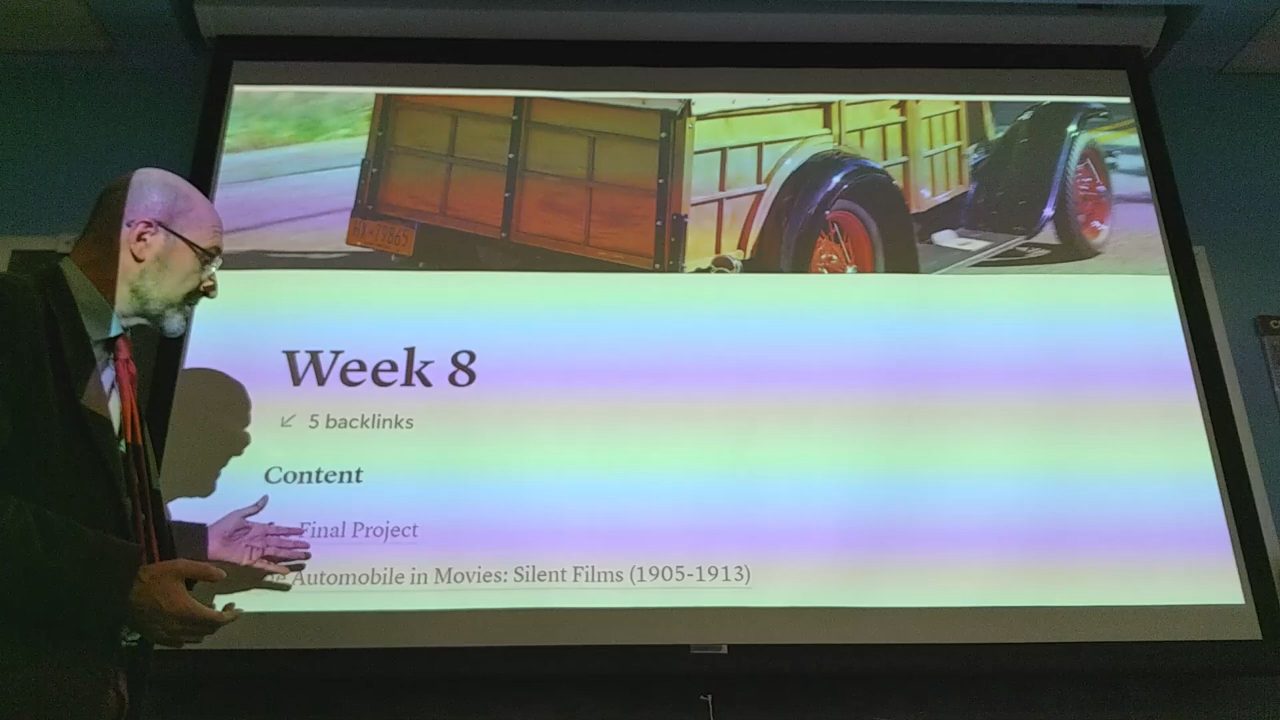 Week 8
5 backlinks
Content
Final Project
Automobile in Movies: Silent Films (1905-1913)